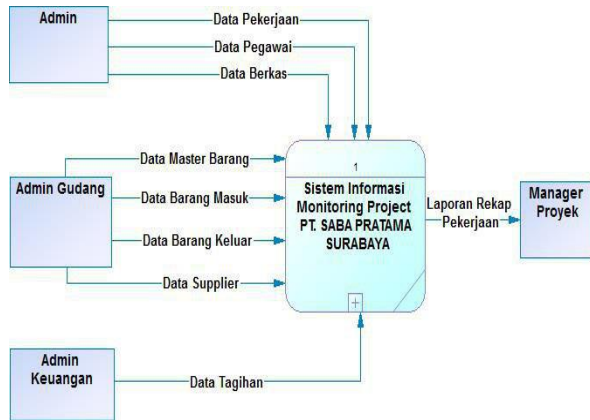 Admin
Data Pekerjaan
Data Pegawai
Data Berkas
Admin Gudang
Data Master Barang
Data Barang Masuk
Data Barang Keluar
Data Supplier
1
Sistem Informasi
Monitoring Project
PT. SABA PRATAMA
SURABAYA
Laporan Rekap
Pekerjaan
Manager
Proyek
Admin
Keuangan
Data Tagihan